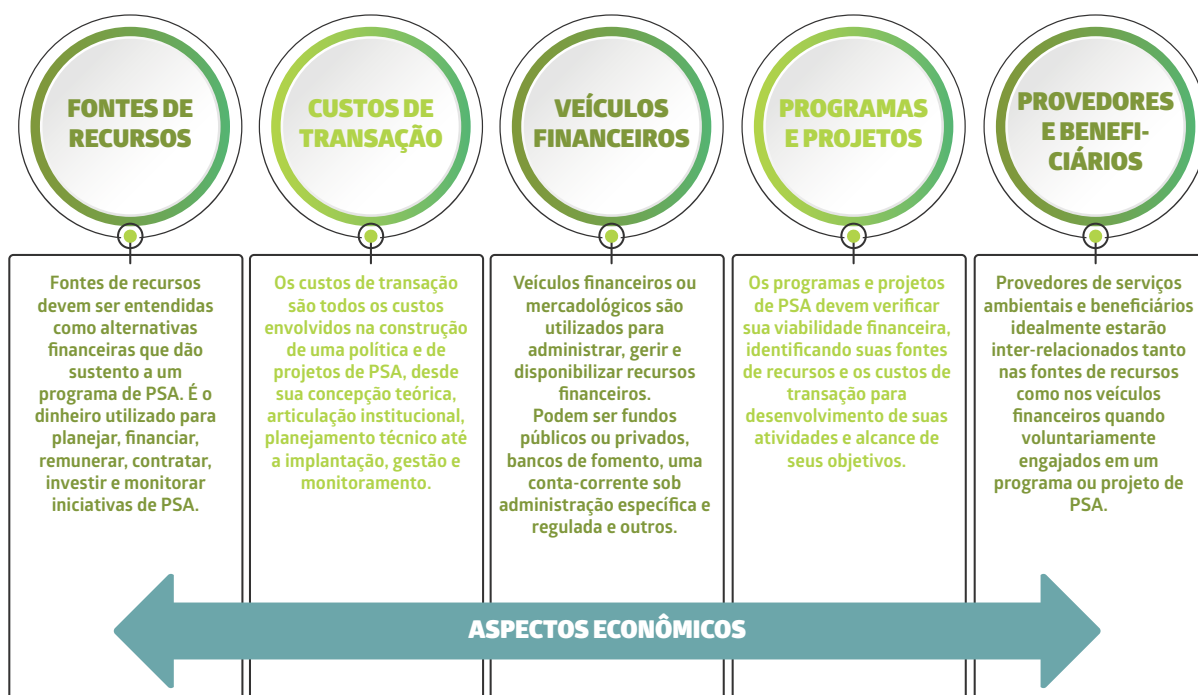 FONTES DE
RECURSOS
Fontes de recursos
devem ser entendidas
como alternativas
financeiras que dão
sustento a um
programa de PSA. É o
dinheiro utilizado para
planejar, financiar,
remunerar, contratar,
investir e monitorar
iniciativas de PSA.
CUSTOS DE
TRANSAÇÃO
Os custos de transação
são todos os custos
envolvidos na construção
de uma política e de
projetos de PSA, desde
sua concepção teórica,
articulação institucional,
planejamento técnico até
a implantação, gestão e
monitoramento.
VEÍCULOS
FINANCEIROS
Veículos financeiros ou
mercadológicos são
utilizados para
administrar, gerir e
disponibilizar recursos
financeiros.
Podem ser fundos
públicos ou privados,
bancos de fomento, uma
conta-corrente sob
administração específica e
regulada e outros.
PROGRAMAS
E PROJETOS
Os programas e projetos
de PSA devem verificar
sua viabilidade financeira,
identificando suas fontes
de recursos e os custos de
transação para
desenvolvimento de suas
atividades e alcance de
seus objetivos.
PROVEDORES
E BENEFI-
CIÁRIOS
Provedores de serviços
ambientais e beneficiários
idealmente estarão
inter-relacionados tanto
nas fontes de recursos
como nos veículos
financeiros quando
voluntariamente
engajados em um
programa ou projeto de
PSA.
ASPECTOS ECONÔMICOS